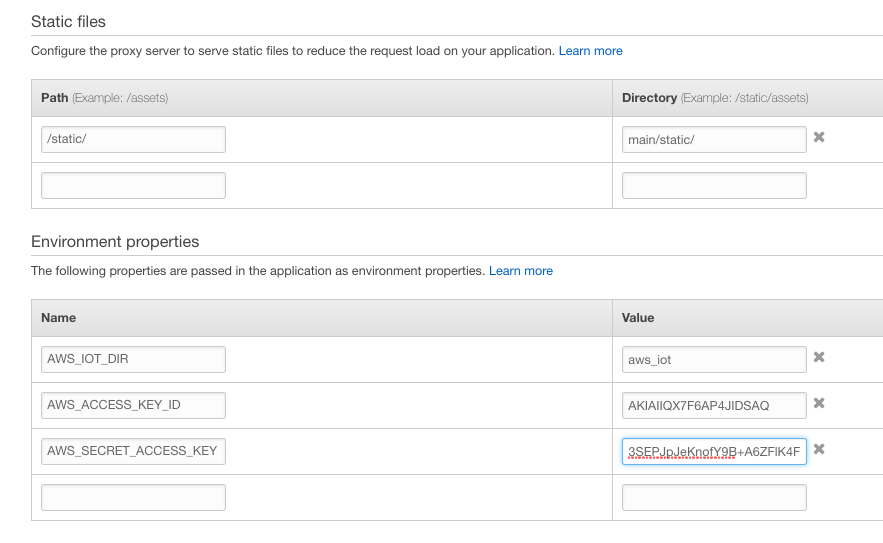 Static files
Configure the proxy server to serve static files to reduce the request load on your application. Learn more
Path (Example: /assets) Directory (Example: /static/assets)
/static/ main/static/
Environment properties
The following properties are passed in the application as environment properties. Learn more
Name Value
AWS_IOT_DIR aws_iot
AWS_ACCESS_KEY_ID AKIAIIQX7F6AP4JIDSAQ
AWS_SECRET_ACCESS_KEY